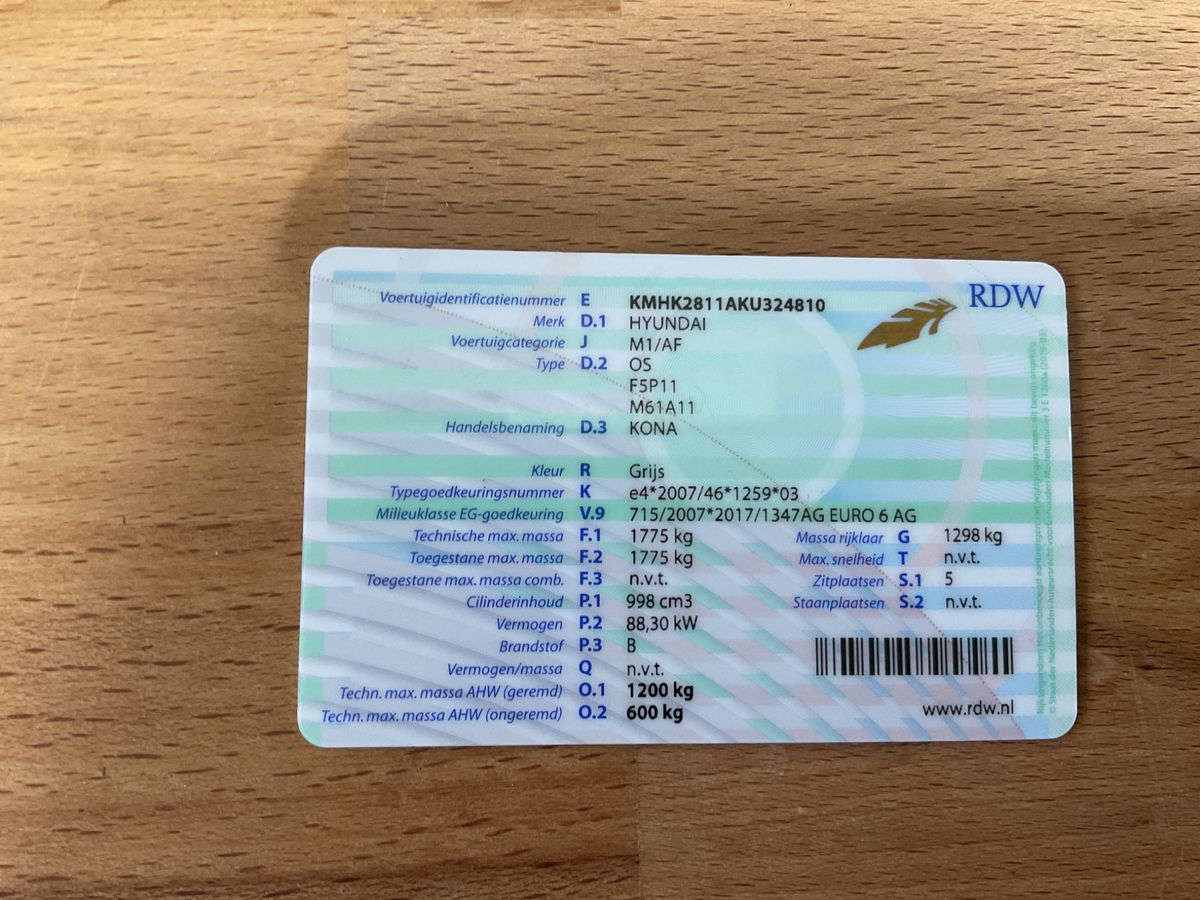 RDW
Voertuigidentificatienummer E KMHK2811AKU324810
Merk D.1 HYUNDAI
Voertuigcategorie J M1/AF
Type D.2 OS
F5P11
M61A11
Handelsbenaming D.3 KONA
Kleur R Grijs
Typegoedkeuringsnummer K e4*2007/46*1259*03
Milieuklasse EG-goedkeuring V.9 715/2007*2017/1347AG EURO 6 AG
Technische max. massa F.1 1775 kg Massa rijklaar G 1298 kg
Toegestane max. massa F.2 1775 kg Max. snelheid T n.v.t.
Toegestane max. massa comb. F.3 n.v.t. Zitplaatsen S.1 5
Cilinderinhoud P.1 998 cm3 Staanplaatsen S.2 n.v.t.
Vermogen P.2 88,30 kW
Brandstof P.3 B
Vermogen/massa Q n.v.t.
Techn. max. massa AHW (geremd) O.1 1200 kg
Techn. max. massa AHW (ongeremd) O.2 600 kg www.rdw.nl